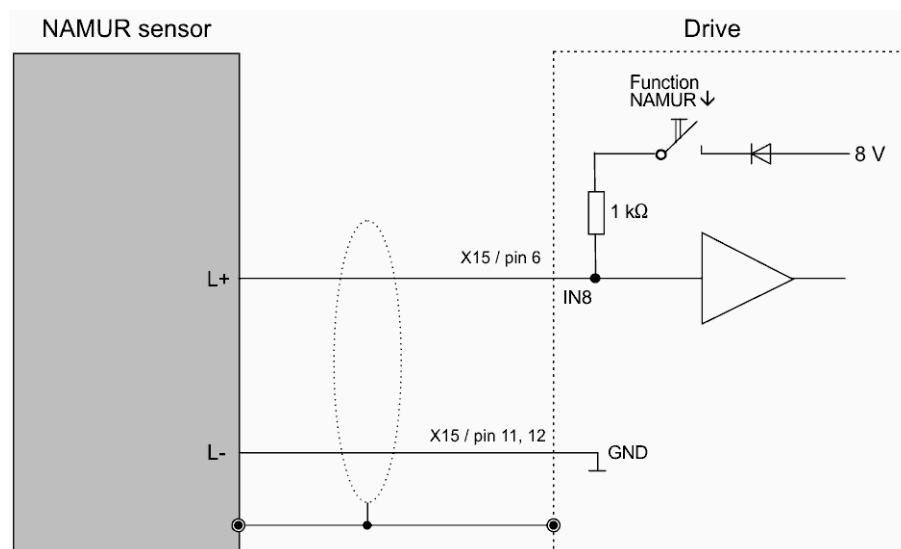 NAMUR sensor
Drive
Function
NAMUR
8 V
1 kΩ
X15 / pin 6
L+
IN8
X15 / pin 11, 12
L-
GND